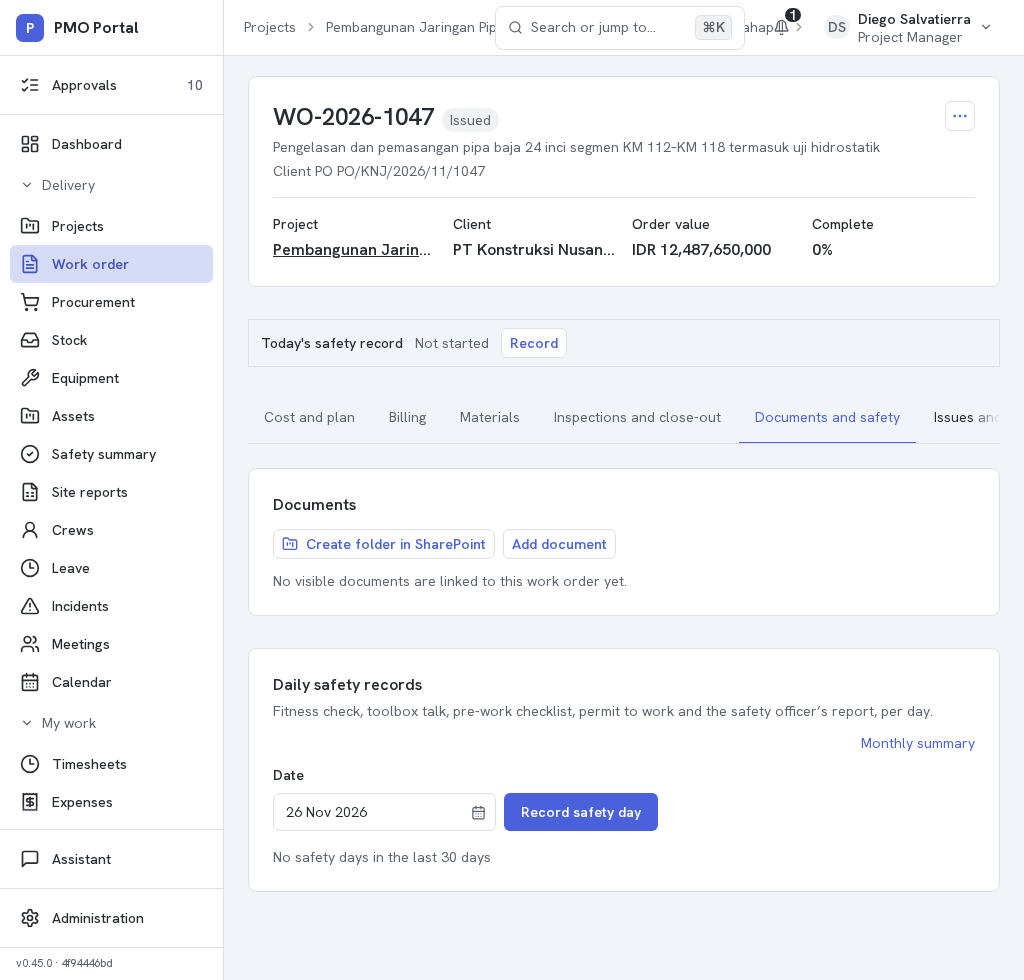 P PMO Portal
Projects
Pembangunan Jaringan Pip
Search or jump to...
⌘K
ahap
1
DS
Diego Salvatierra
Project Manager
Approvals 10
Dashboard
Delivery
Projects
Work order
Procurement
Stock
Equipment
Assets
Safety summary
Site reports
Crews
Leave
Incidents
Meetings
Calendar
My work
Timesheets
Expenses
Assistant
Administration
v0.45.0 · 4f94446bd
WO-2026-1047 Issued
Pengelasan dan pemasangan pipa baja 24 inci segmen KM 112–KM 118 termasuk uji hidrostatik
Client PO PO/KNJ/2026/11/1047
Project Client Order value Complete
Pembangunan Jarin... PT Konstruksi Nusan... IDR 12,487,650,000 0%
Today's safety record Not started Record
Cost and plan Billing Materials Inspections and close-out Documents and safety Issues and
Documents
Create folder in SharePoint Add document
No visible documents are linked to this work order yet.
Daily safety records
Fitness check, toolbox talk, pre-work checklist, permit to work and the safety officer’s report, per day.
Monthly summary
Date
26 Nov 2026 Record safety day
No safety days in the last 30 days